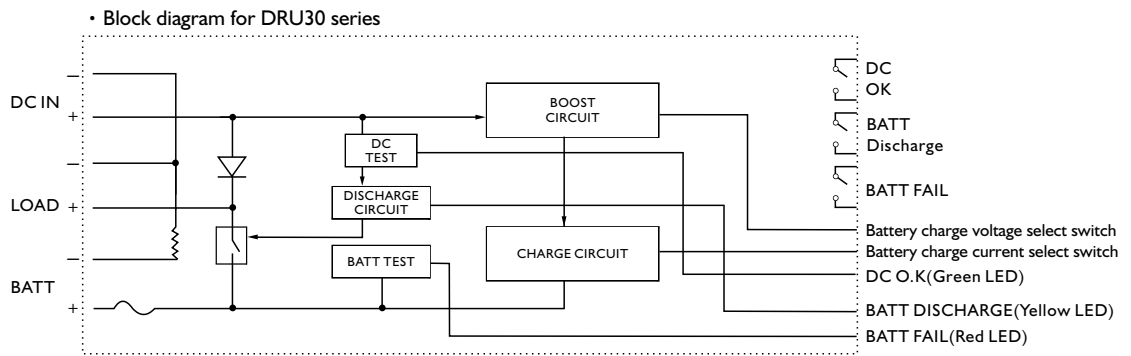 ・Block diagram for DRU30 series
DC IN
−
+
LOAD
−
+
BATT
−
+
BOOST
CIRCUIT
DC
TEST
DISCHARGE
CIRCUIT
BATT TEST
CHARGE CIRCUIT
DC
OK
BATT
Discharge
BATT FAIL
Battery charge voltage select switch
Battery charge current select switch
DC O.K(Green LED)
BATT DISCHARGE(Yellow LED)
BATT FAIL(Red LED)